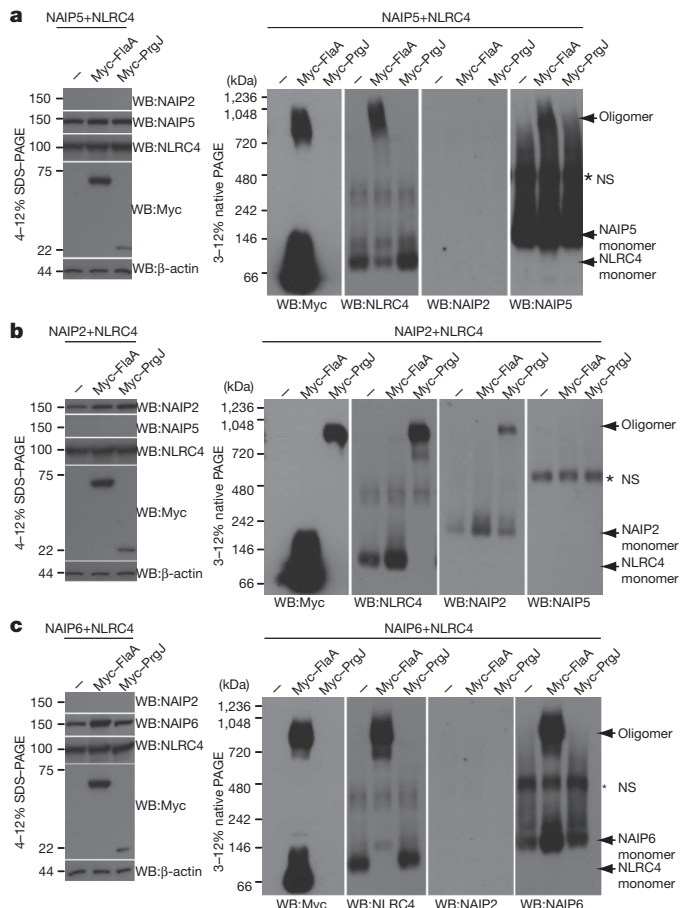 a
NAIP5+NLRC4
– Myc–FlaA Myc–PrgJ
4–12% SDS–PAGE
150 WB:NAIP2
150 WB:NAIP5
100 WB:NLRC4
75
WB:Myc
22
44 WB:β-actin
NAIP5+NLRC4
(kDa) – Myc–FlaA Myc–PrgJ – Myc–FlaA Myc–PrgJ – Myc–FlaA Myc–PrgJ – Myc–FlaA Myc–PrgJ
3–12% native PAGE
1,236
1,048 Oligomer
720
480 * NS
242
146 NAIP5
monomer
NLRC4
66 monomer
WB:Myc WB:NLRC4 WB:NAIP2 WB:NAIP5
b
NAIP2+NLRC4
– Myc–FlaA Myc–PrgJ
4–12% SDS–PAGE
150 WB:NAIP2
150 WB:NAIP5
100 WB:NLRC4
75
WB:Myc
22
44 WB:β-actin
NAIP2+NLRC4
(kDa) – Myc–FlaA Myc–PrgJ – Myc–FlaA Myc–PrgJ – Myc–FlaA Myc–PrgJ – Myc–FlaA Myc–PrgJ
3–12% native PAGE
1,236
1,048 Oligomer
720
480 * NS
242
NAIP2
146 monomer
NLRC4
66 monomer
WB:Myc WB:NLRC4 WB:NAIP2 WB:NAIP5
c
NAIP6+NLRC4
– Myc–FlaA Myc–PrgJ
4–12% SDS–PAGE
150 WB:NAIP2
150 WB:NAIP6
100 WB:NLRC4
75
WB:Myc
22
44 WB:β-actin
NAIP6+NLRC4
(kDa) – Myc–FlaA Myc–PrgJ – Myc–FlaA Myc–PrgJ – Myc–FlaA Myc–PrgJ – Myc–FlaA Myc–PrgJ
3–12% native PAGE
1,236
1,048 Oligomer
720
480 * NS
242
146 NAIP6
monomer
NLRC4
66 monomer
WB:Myc WB:NLRC4 WB:NAIP2 WB:NAIP6